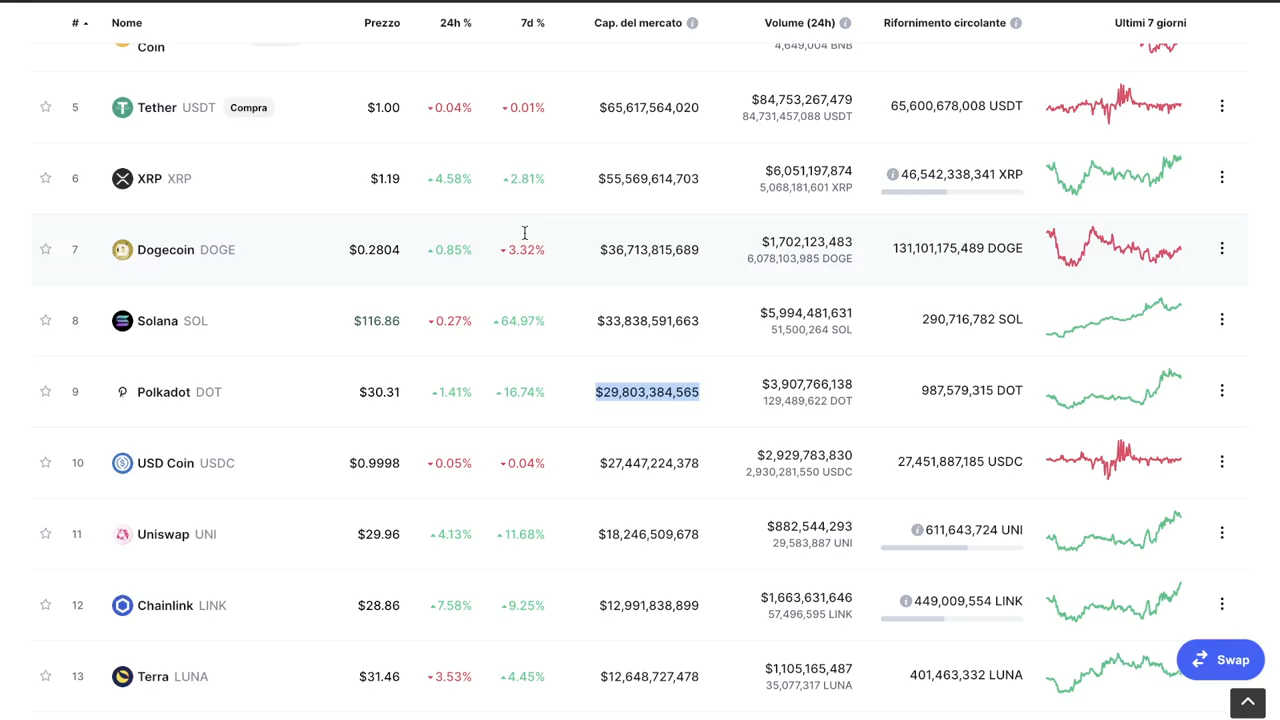 # Nome Prezzo 24h % 7d % Cap. del mercato Volume (24h) Rifornimento circolante Ultimi 7 giorni
Coin 4,649,004 BNB
5 Tether USDT Compra $1.00 0.04% 0.01% $65,617,564,020 $84,753,267,479 65,600,678,008 USDT
84,731,457,088 USDT
6 XRP XRP $1.19 4.58% 2.81% $55,569,614,703 $6,051,197,874 46,542,338,341 XRP
5,068,181,601 XRP
7 Dogecoin DOGE $0.2804 0.85% 3.32% $36,713,815,689 $1,702,123,483 131,101,175,489 DOGE
6,078,103,985 DOGE
8 Solana SOL $116.86 0.27% 64.97% $33,838,591,663 $5,994,481,631 290,716,782 SOL
51,500,264 SOL
9 Polkadot DOT $30.31 1.41% 16.74% $29,803,384,565 $3,907,766,138 987,579,315 DOT
129,489,622 DOT
10 USD Coin USDC $0.9998 0.05% 0.04% $27,447,224,378 $2,929,783,830 27,451,887,185 USDC
2,930,281,550 USDC
11 Uniswap UNI $29.96 4.13% 11.68% $18,246,509,678 $882,544,293 611,643,724 UNI
29,583,887 UNI
12 Chainlink LINK $28.86 7.58% 9.25% $12,991,838,899 $1,663,631,646 449,009,554 LINK
57,496,595 LINK
13 Terra LUNA $31.46 3.53% 4.45% $12,648,727,478 $1,105,165,487 401,463,332 LUNA
35,077,317 LUNA
Swap